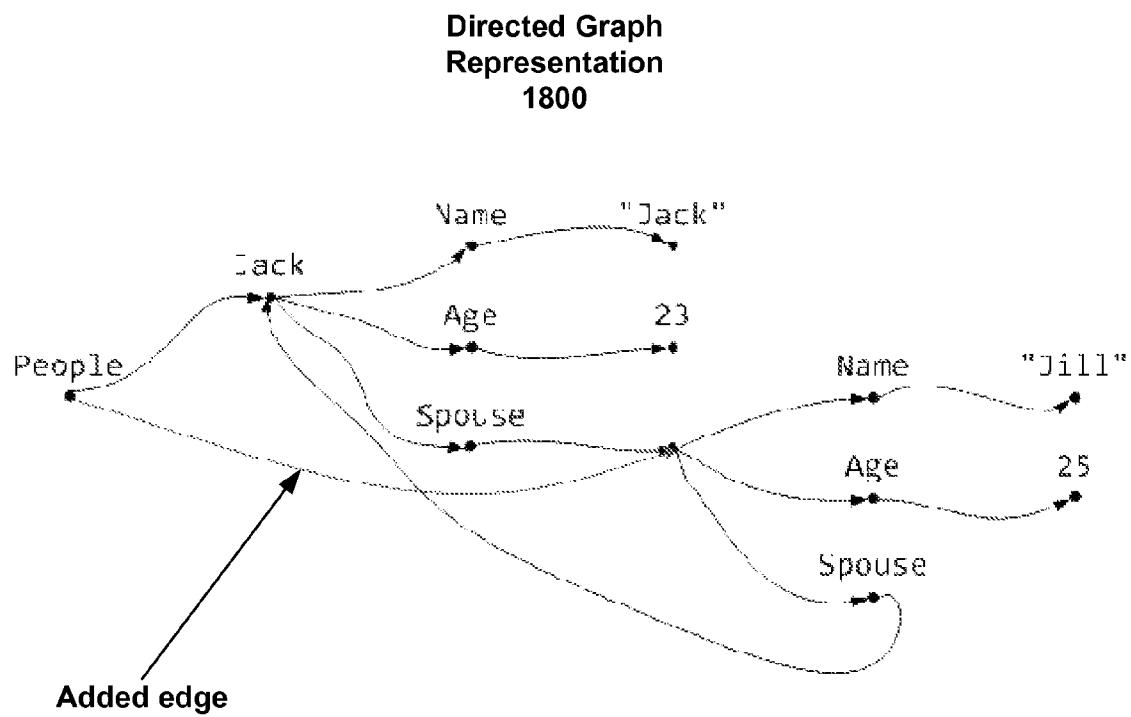 Directed Graph
Representation
1800
Name "Jack"
Jack
Age 23
People
Name "Jill"
Spouse
Age 25
Spouse
Added edge